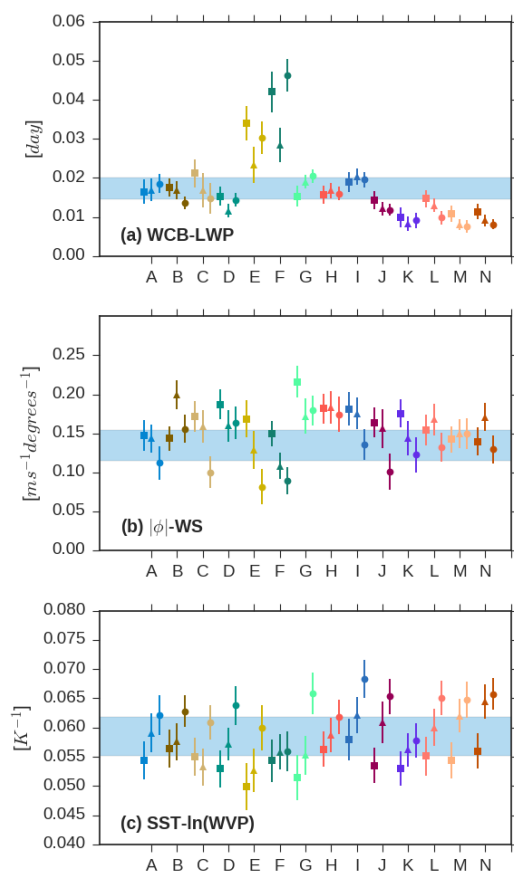 0.06
0.05
0.04
0.03
0.02
0.01
0.00
[day]
(a) WCB-LWP
A B C D E F G H I J K L M N
0.25
0.20
0.15
0.10
0.05
0.00
[ms⁻¹degrees⁻¹]
(b) |ϕ|-WS
A B C D E F G H I J K L M N
0.080
0.075
0.070
0.065
0.060
0.055
0.050
0.045
0.040
[K⁻¹]
(c) SST-ln(WVP)
A B C D E F G H I J K L M N